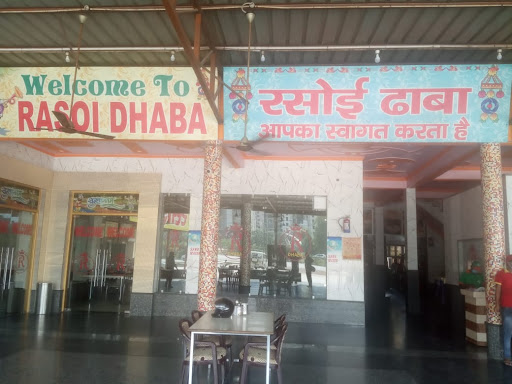 Welcome To
RASOI DHABA
रसोई ढाबा
आपका स्वागत करता है